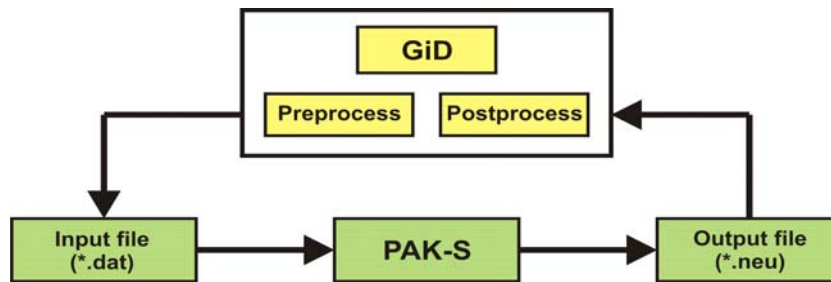 GiD
Preprocess
Postprocess
Input file
(*.dat)
PAK-S
Output file
(*.neu)